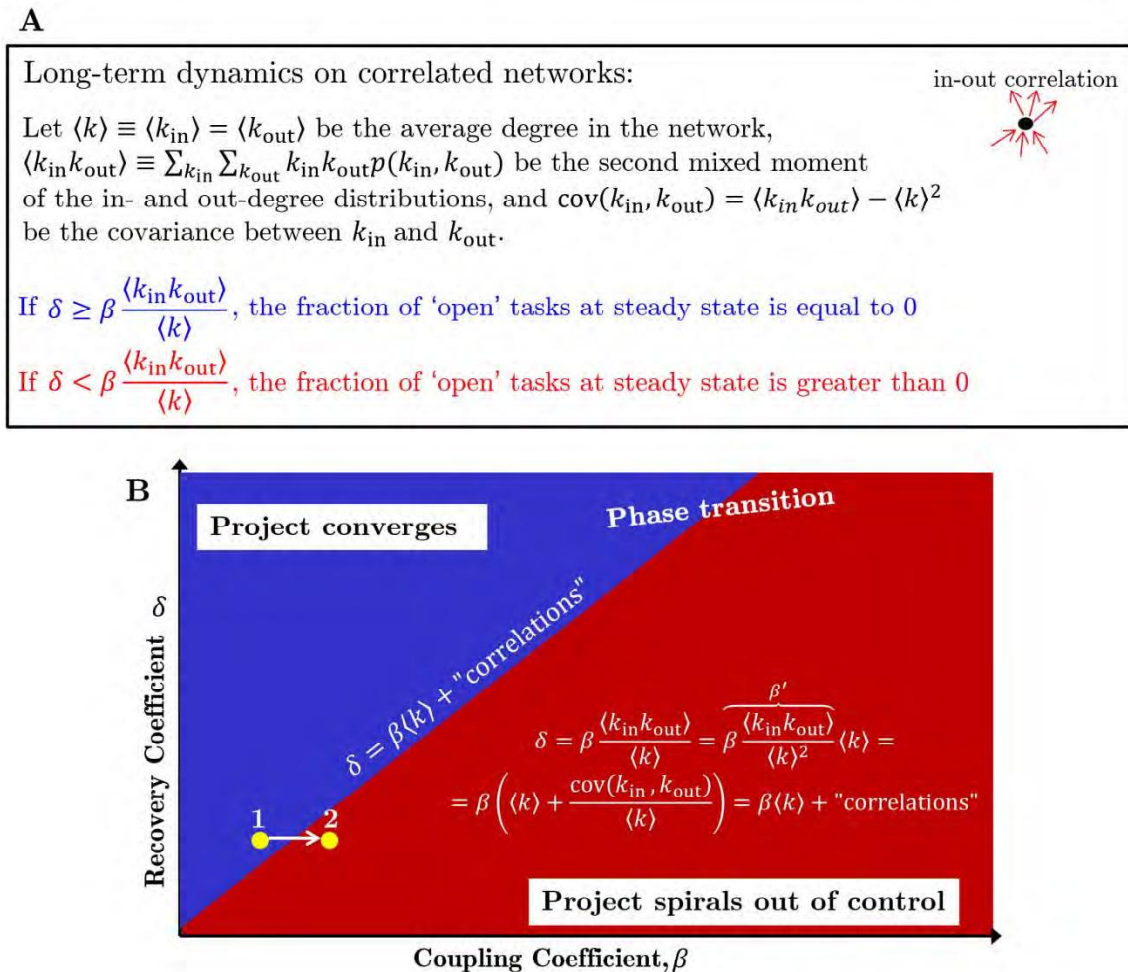 A
Long-term dynamics on correlated networks:
in-out correlation
Let ⟨k⟩ ≡ ⟨k_in⟩ = ⟨k_out⟩ be the average degree in the network,
⟨k_in k_out⟩ ≡ ∑_{k_in} ∑_{k_out} k_in k_out p(k_in, k_out) be the second mixed moment
of the in- and out-degree distributions, and cov(k_in, k_out) = ⟨k_in k_out⟩ − ⟨k⟩²
be the covariance between k_in and k_out.
If δ ≥ β ⟨k_in k_out⟩/⟨k⟩, the fraction of 'open' tasks at steady state is equal to 0
If δ < β ⟨k_in k_out⟩/⟨k⟩, the fraction of 'open' tasks at steady state is greater than 0
B
Project converges
Phase transition
δ = β⟨k⟩ + "correlations"
β′
δ = β ⟨k_in k_out⟩/⟨k⟩ = β ⟨k_in k_out⟩/⟨k⟩² ⟨k⟩ =
= β (⟨k⟩ + cov(k_in, k_out)/⟨k⟩) = β⟨k⟩ + "correlations"
1 2
Project spirals out of control
Recovery Coefficient δ
Coupling Coefficient, β